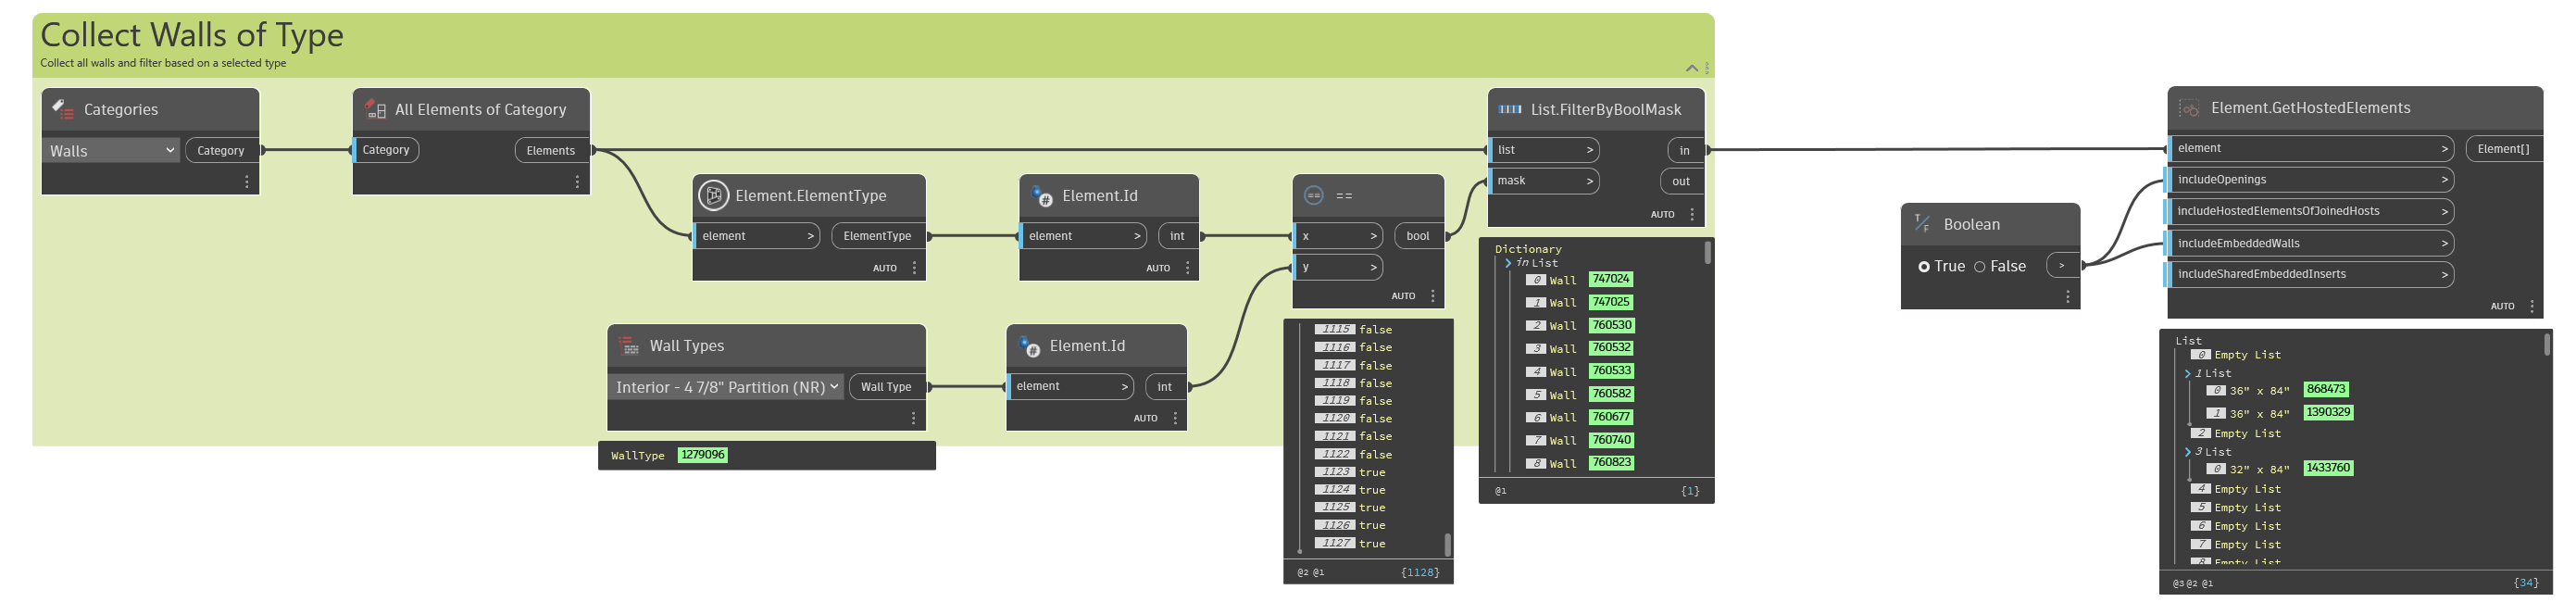 Collect Walls of Type
Collect all walls and filter based on a selected type
Categories
Walls
Category
All Elements of Category
Category
Elements
Element.ElementType
element >
ElementType
AUTO
Element.Id
element >
int
AUTO
==
x >
y >
bool
AUTO
1115 false
1116 false
1117 false
1118 false
1119 false
1120 false
1121 false
1122 false
1123 true
1124 true
1125 true
1126 true
1127 true
@2 @1 {1128}
Wall Types
Interior - 4 7/8" Partition (NR)
Wall Type
WallType 1279096
Element.Id
element >
int
AUTO
List.FilterByBoolMask
list >
in
mask >
out
AUTO
Dictionary
in List
0 Wall 747024
1 Wall 747025
2 Wall 760530
3 Wall 760532
4 Wall 760533
5 Wall 760582
6 Wall 760677
7 Wall 760740
8 Wall 760823
@1 {1}
T/F Boolean
True False >
Element.GetHostedElements
element >
Element[]
includeOpenings >
includeHostedElementsOfJoinedHosts >
includeEmbeddedWalls >
includeSharedEmbeddedInserts >
AUTO
List
0 Empty List
1 List
0 36" x 84" 868473
1 36" x 84" 1390329
2 Empty List
3 List
0 32" x 84" 1433760
4 Empty List
5 Empty List
6 Empty List
7 Empty List
8 Empty List
@3 @2 @1 {34}